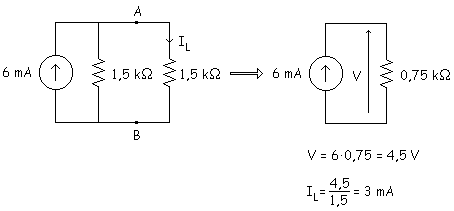 A
I_L
6 mA
1,5 kΩ
1,5 kΩ
B
6 mA
V
0,75 kΩ
V = 6·0,75 = 4,5 V
I_L = 4,5/1,5 = 3 mA